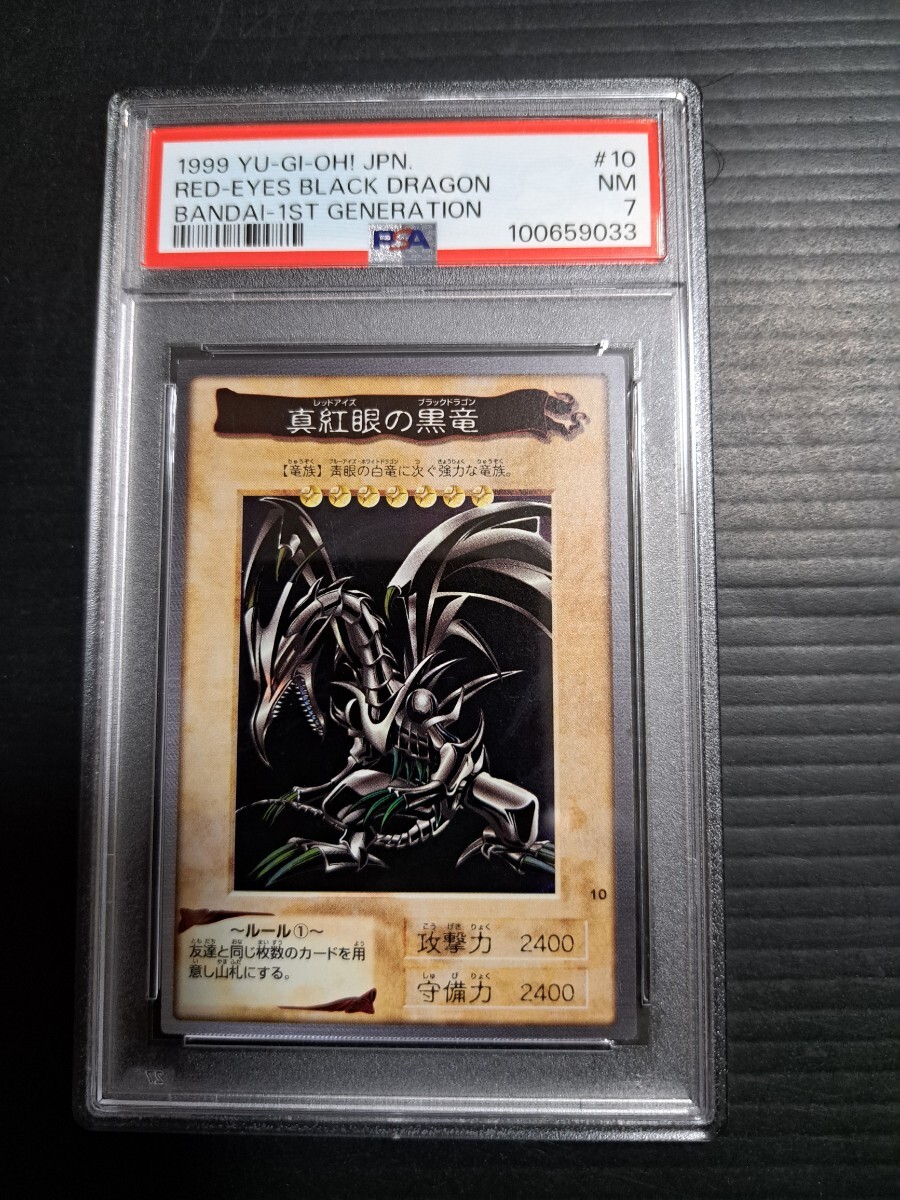 1999 YU-GI-OH! JPN. #10
RED-EYES BLACK DRAGON NM
BANDAI-1ST GENERATION 7
PSA 100659033
レッドアイズ ブラックドラゴン
真紅眼の黒竜
りゅうぞく ブルーアイズ・ホワイトドラゴン つ きょうりょく りゅうぞく
【竜族】青眼の白竜に次ぐ強力な竜族。
10
～ルール①～
ともだち おな まいすう よう
友達と同じ枚数のカードを用
い やまふだ
意し山札にする。
こう げき りょく
攻撃力 2400
しゅ び りょく
守備力 2400